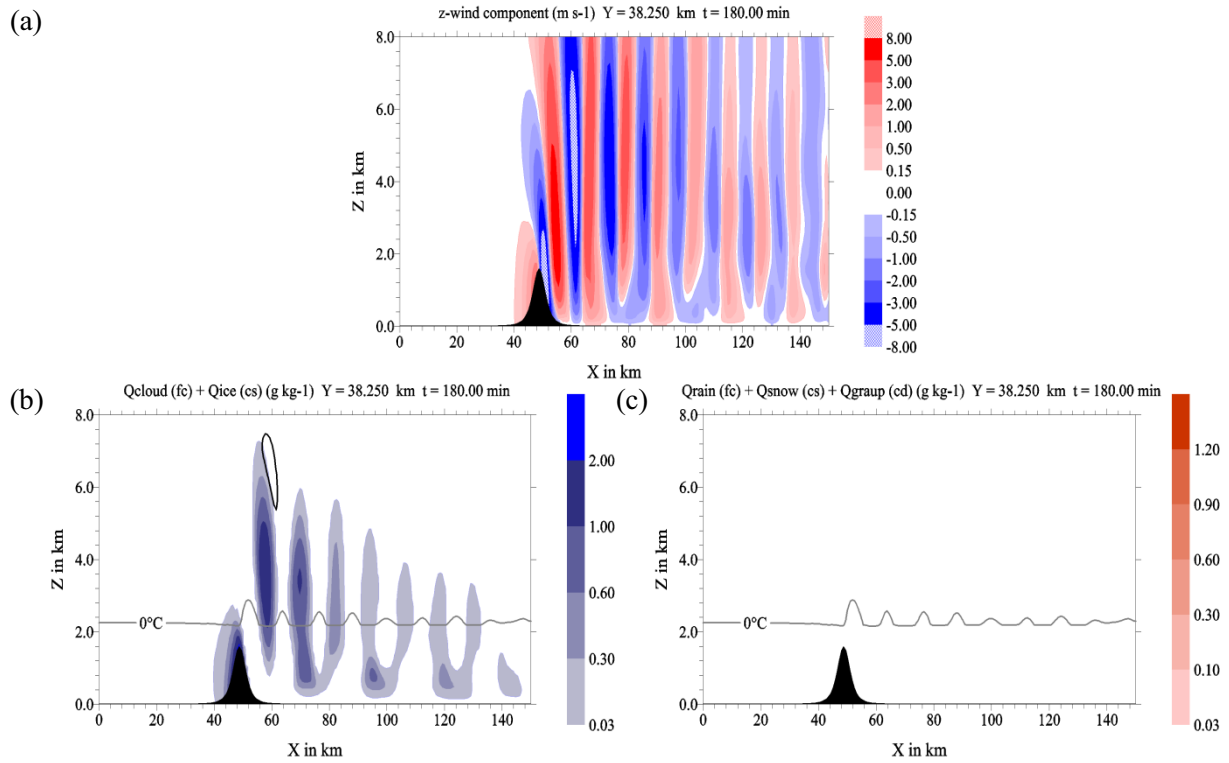 (a)
z-wind component (m s-1) Y = 38.250 km t = 180.00 min
8.0
6.0
4.0
2.0
0.0
Z in km
0 20 40 60 80 100 120 140
X in km
8.00
5.00
3.00
2.00
1.00
0.50
0.15
0.00
-0.15
-0.50
-1.00
-2.00
-3.00
-5.00
-8.00
(b)
Qcloud (fc) + Qice (cs) (g kg-1) Y = 38.250 km t = 180.00 min
8.0
6.0
4.0
2.0
0.0
Z in km
0°C
0 20 40 60 80 100 120 140
X in km
2.00
1.00
0.60
0.30
0.03
(c)
Qrain (fc) + Qsnow (cs) + Qgraup (cd) (g kg-1) Y = 38.250 km t = 180.00 min
8.0
6.0
4.0
2.0
0.0
Z in km
0°C
0 20 40 60 80 100 120 140
X in km
1.20
0.60
0.30
0.10
0.03